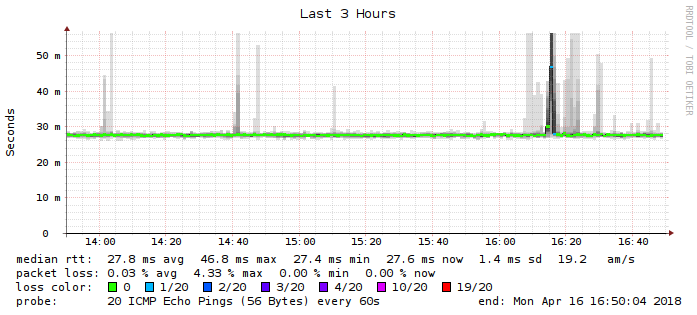 Last 3 Hours
RRDTOOL / TOBI OETIKER
Seconds
50 m
40 m
30 m
20 m
10 m
0
14:00 14:20 14:40 15:00 15:20 15:40 16:00 16:20 16:40
median rtt: 27.8 ms avg 46.8 ms max 27.4 ms min 27.6 ms now 1.4 ms sd 19.2 am/s
packet loss: 0.03 % avg 4.33 % max 0.00 % min 0.00 % now
loss color: 0 1/20 2/20 3/20 4/20 10/20 19/20
probe: 20 ICMP Echo Pings (56 Bytes) every 60s end: Mon Apr 16 16:50:04 2018